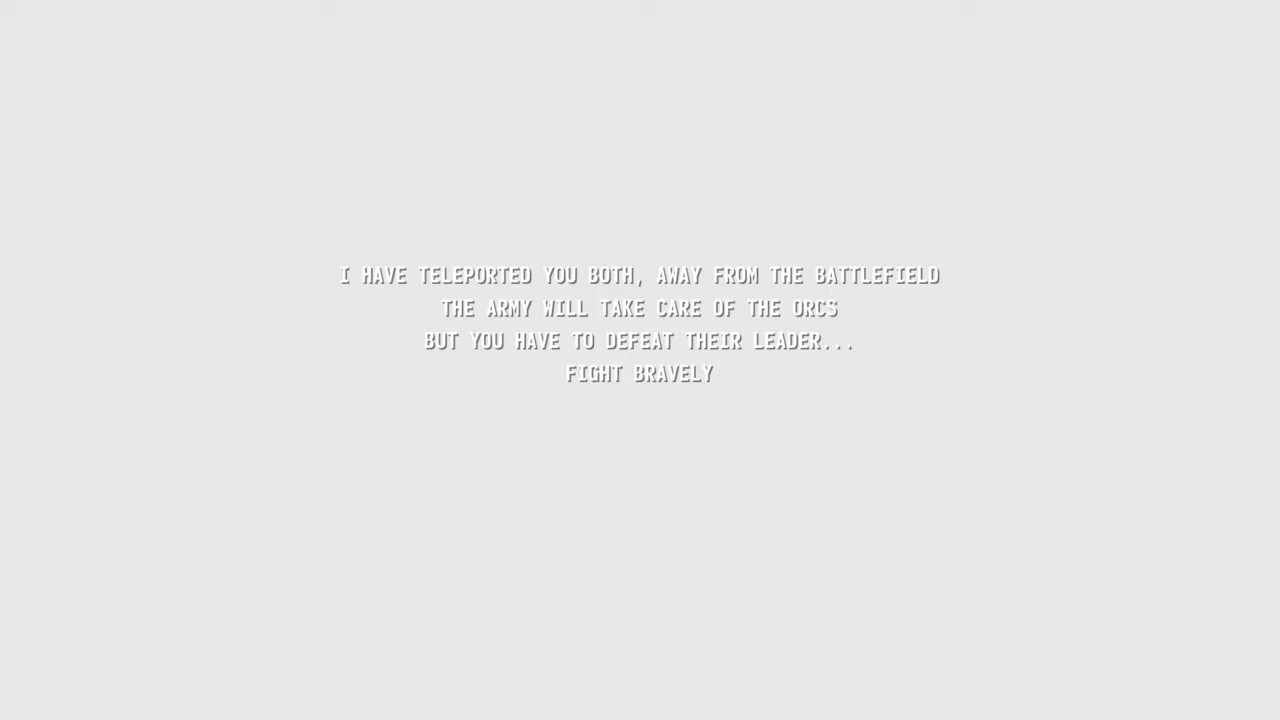 I HAVE TELEPORTED YOU BOTH, AWAY FROM THE BATTLEFIELD
THE ARMY WILL TAKE CARE OF THE ORCS
BUT YOU HAVE TO DEFEAT THEIR LEADER...
FIGHT BRAVELY